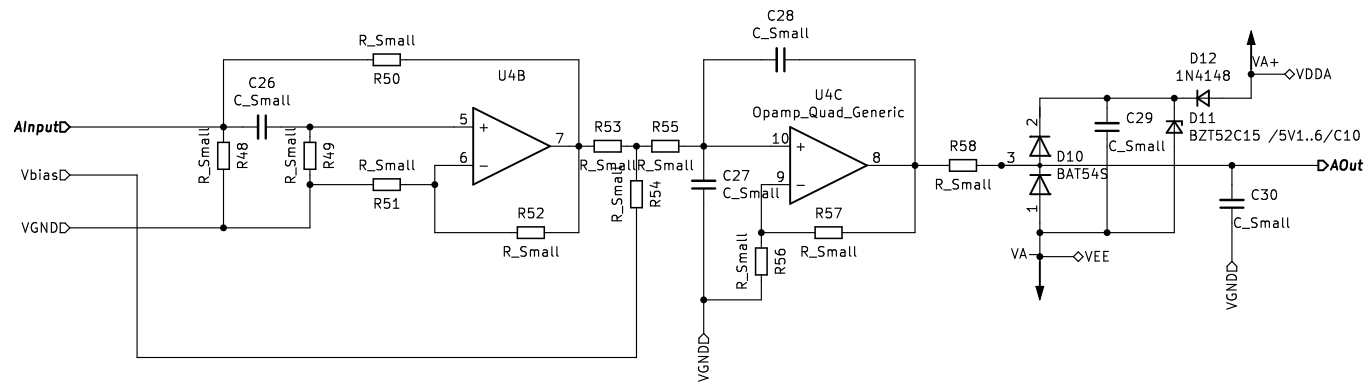 C28
C_Small
R_Small
R50
U4B
C26
C_Small
D12
1N4148
VA+
VDDA
U4C
Opamp_Quad_Generic
AInput
R_Small
R48
R_Small
R49
5
+
7
6
−
R53
R_Small
R55
R_Small
10
+
8
9
−
2
C29
C_Small
D11
BZT52C15 /5V1..6/C10
Vbias
R_Small
R51
R_Small
R54
C27
C_Small
R58
R_Small
3
D10
BAT54S
AOut
1
C30
C_Small
VGND
R52
R_Small
R57
R_Small
R_Small
R56
VA-
VEE
VGND
VGND